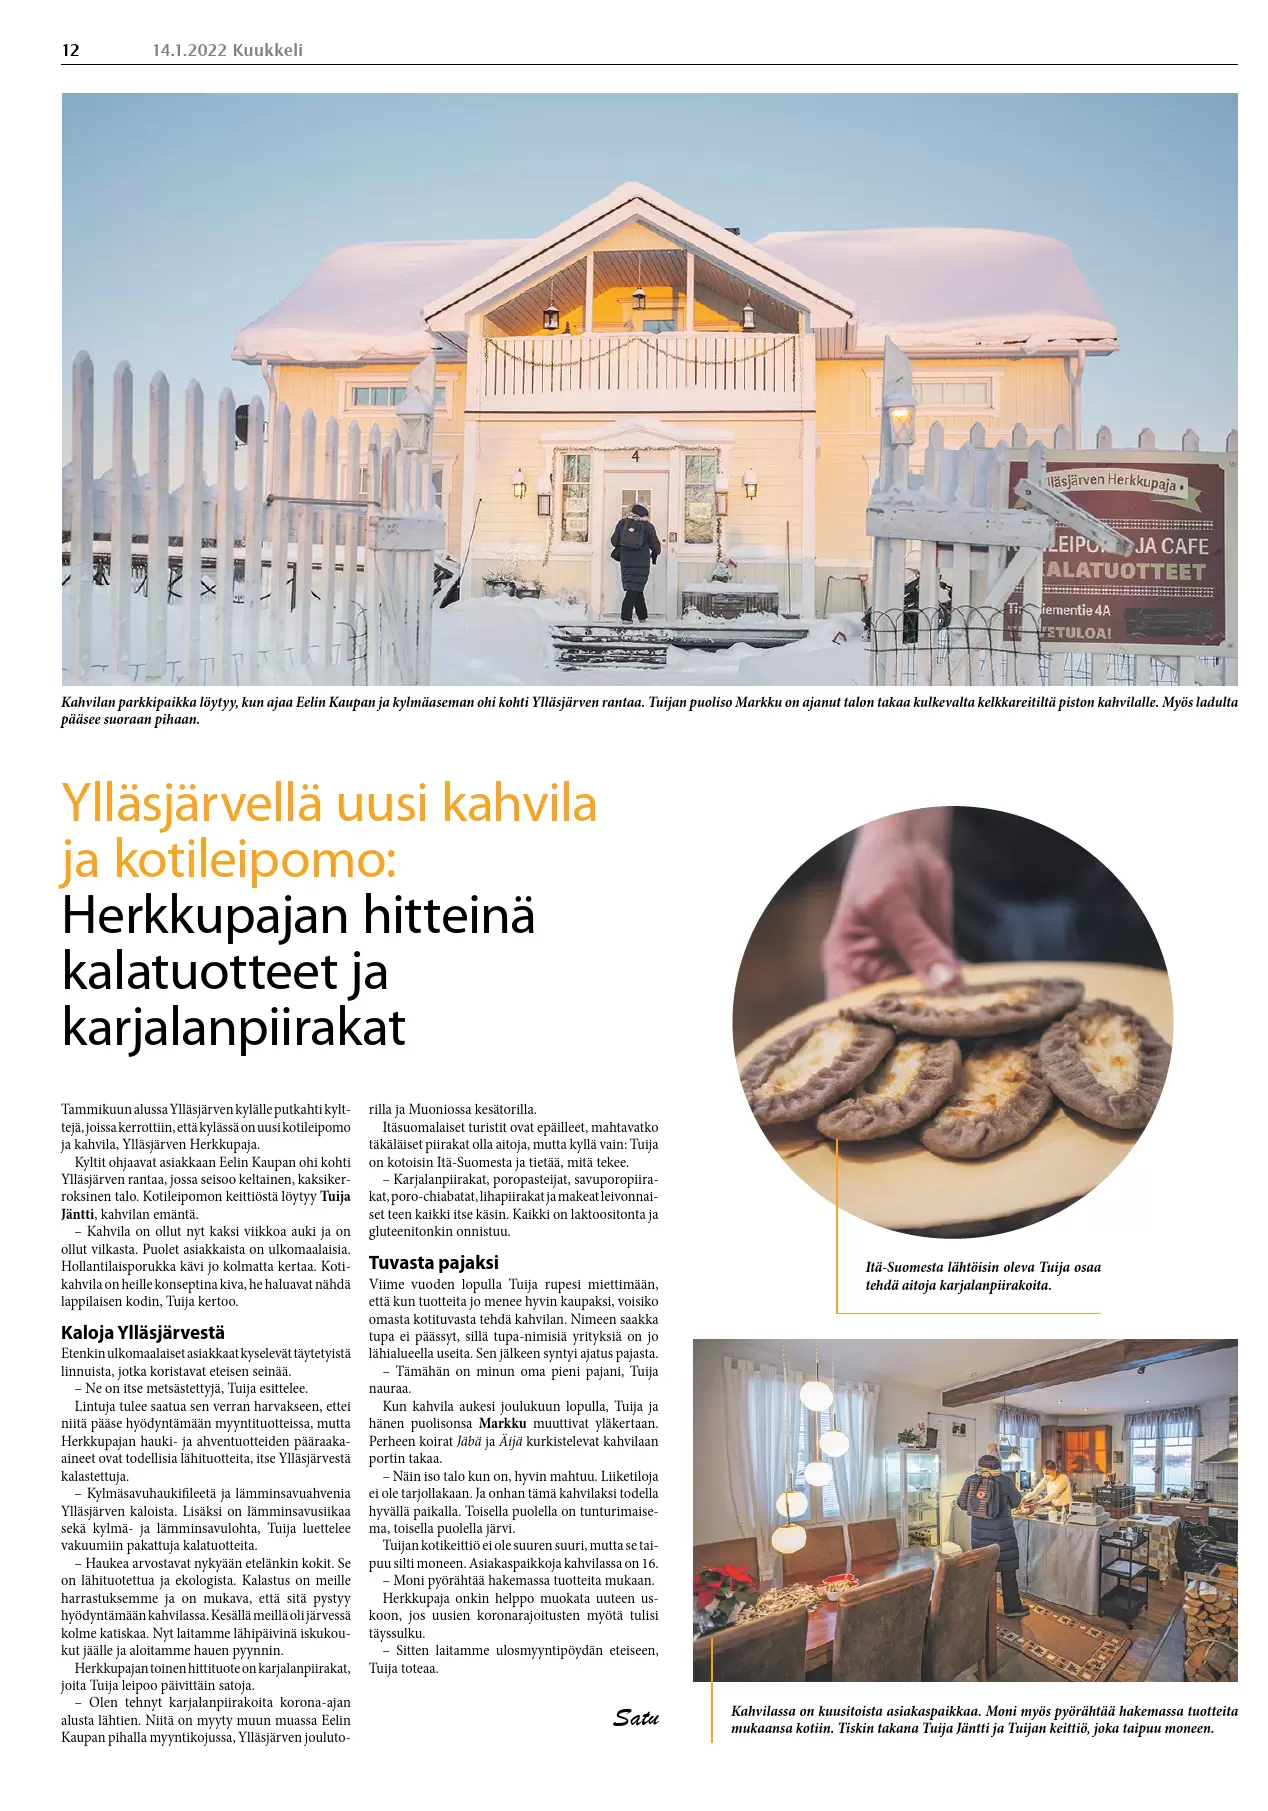 12
14.1.2022 Kuukkeli
4
lläsjärven Herkkupaja •
JA CAFE
KALATUOTTEET
4A
TULOA!
Kahvilan parkkipaikka löytyy, kun ajaa Eelin Kaupan ja kylmäaseman ohi kohti Ylläsjärven rantaa. Tuijan puoliso Markku on ajanut talon takaa kulkevalta kelkkareitiltä piston kahvilalle. Myös ladulta
pääsee suoraan pihaan.
Ylläsjärvellä uusi kahvila
ja kotileipomo:
Herkkupajan hitteinä
kalatuotteet ja
karjalanpiirakat
Tammikuun alussa Ylläsjärven kylälle putkahti kylt-
tejä, joissa kerrottiin, että kylässä on uusi kotileipomo
ja kahvila, Ylläsjärven Herkkupaja.
Kyltit ohjaavat asiakkaan Eelin Kaupan ohi kohti
Ylläsjärven rantaa, jossa seisoo keltainen, kaksiker-
roksinen talo. Kotileipomon keittiöstä löytyy Tuija
Jäntti, kahvilan emäntä.
– Kahvila on ollut nyt kaksi viikkoa auki ja on
ollut vilkasta. Puolet asiakkaista on ulkomaalaisia.
Hollantilaisporukka kävi jo kolmatta kertaa. Koti-
kahvila on heille konseptina kiva, he haluavat nähdä
lappilaisen kodin, Tuija kertoo.
Kaloja Ylläsjärvestä
Etenkin ulkomaalaiset asiakkaat kyselevät täytetyistä
linnuista, jotka koristavat eteisen seinää.
– Ne on itse metsästettyjä, Tuija esittelee.
Lintuja tulee saatua sen verran harvakseen, ettei
niitä pääse hyödyntämään myyntituotteissa, mutta
Herkkupajan hauki- ja ahventuotteiden pääraaka-
aineet ovat todellisia lähituotteita, itse Ylläsjärvestä
kalastettuja.
– Kylmäsavuhaukifileetä ja lämminsavuahvenia
Ylläsjärven kaloista. Lisäksi on lämminsavusiikaa
sekä kylmä- ja lämminsavulohta, Tuija luettelee
vakuumiin pakattuja kalatuotteita.
– Haukea arvostavat nykyään etelänkin kokit. Se
on lähituotettua ja ekologista. Kalastus on meille
harrastuksemme ja on mukava, että sitä pystyy
hyödyntämään kahvilassa. Kesällä meillä oli järvessä
kolme katiskaa. Nyt laitamme lähipäivinä iskukou-
kut jäälle ja aloitamme hauen pyynnin.
Herkkupajan toinen hittituote on karjalanpiirakat,
joita Tuija leipoo päivittäin satoja.
– Olen tehnyt karjalanpiirakoita korona-ajan
alusta lähtien. Niitä on myyty muun muassa Eelin
Kaupan pihalla myyntikojussa, Ylläsjärven jouluto-
rilla ja Muoniossa kesätorilla.
Itäsuomalaiset turistit ovat epäilleet, mahtavatko
täkäläiset piirakat olla aitoja, mutta kyllä vain: Tuija
on kotoisin Itä-Suomesta ja tietää, mitä tekee.
– Karjalanpiirakat, poropasteijat, savuporopiira-
kat, poro-chiabatat, lihapiirakat ja makeat leivonnai-
set teen kaikki itse käsin. Kaikki on laktoositonta ja
gluteenitonkin onnistuu.
Tuvasta pajaksi
Viime vuoden lopulla Tuija rupesi miettimään,
että kun tuotteita jo menee hyvin kaupaksi, voisiko
omasta kotituvasta tehdä kahvilan. Nimeen saakka
tupa ei päässyt, sillä tupa-nimisiä yrityksiä on jo
lähialueella useita. Sen jälkeen syntyi ajatus pajasta.
– Tämähän on minun oma pieni pajani, Tuija
nauraa.
Kun kahvila aukesi joulukuun lopulla, Tuija ja
hänen puolisonsa Markku muuttivat yläkertaan.
Perheen koirat Jäbä ja Äijä kurkistelevat kahvilaan
portin takaa.
– Näin iso talo kun on, hyvin mahtuu. Liiketiloja
ei ole tarjollakaan. Ja onhan tämä kahvilaksi todella
hyvällä paikalla. Toisella puolella on tunturimaise-
ma, toisella puolella järvi.
Tuijan kotikeittiö ei ole suuren suuri, mutta se tai-
puu silti moneen. Asiakaspaikkoja kahvilassa on 16.
– Moni pyörähtää hakemassa tuotteita mukaan.
Herkkupaja onkin helppo muokata uuteen us-
koon, jos uusien koronarajoitusten myötä tulisi
täyssulku.
– Sitten laitamme ulosmyyntipöydän eteiseen,
Tuija toteaa.
Satu
Itä-Suomesta lähtöisin oleva Tuija osaa
tehdä aitoja karjalanpiirakoita.
Kahvilassa on kuusitoista asiakaspaikkaa. Moni myös pyörähtää hakemassa tuotteita
mukaansa kotiin. Tiskin takana Tuija Jäntti ja Tuijan keittiö, joka taipuu moneen.